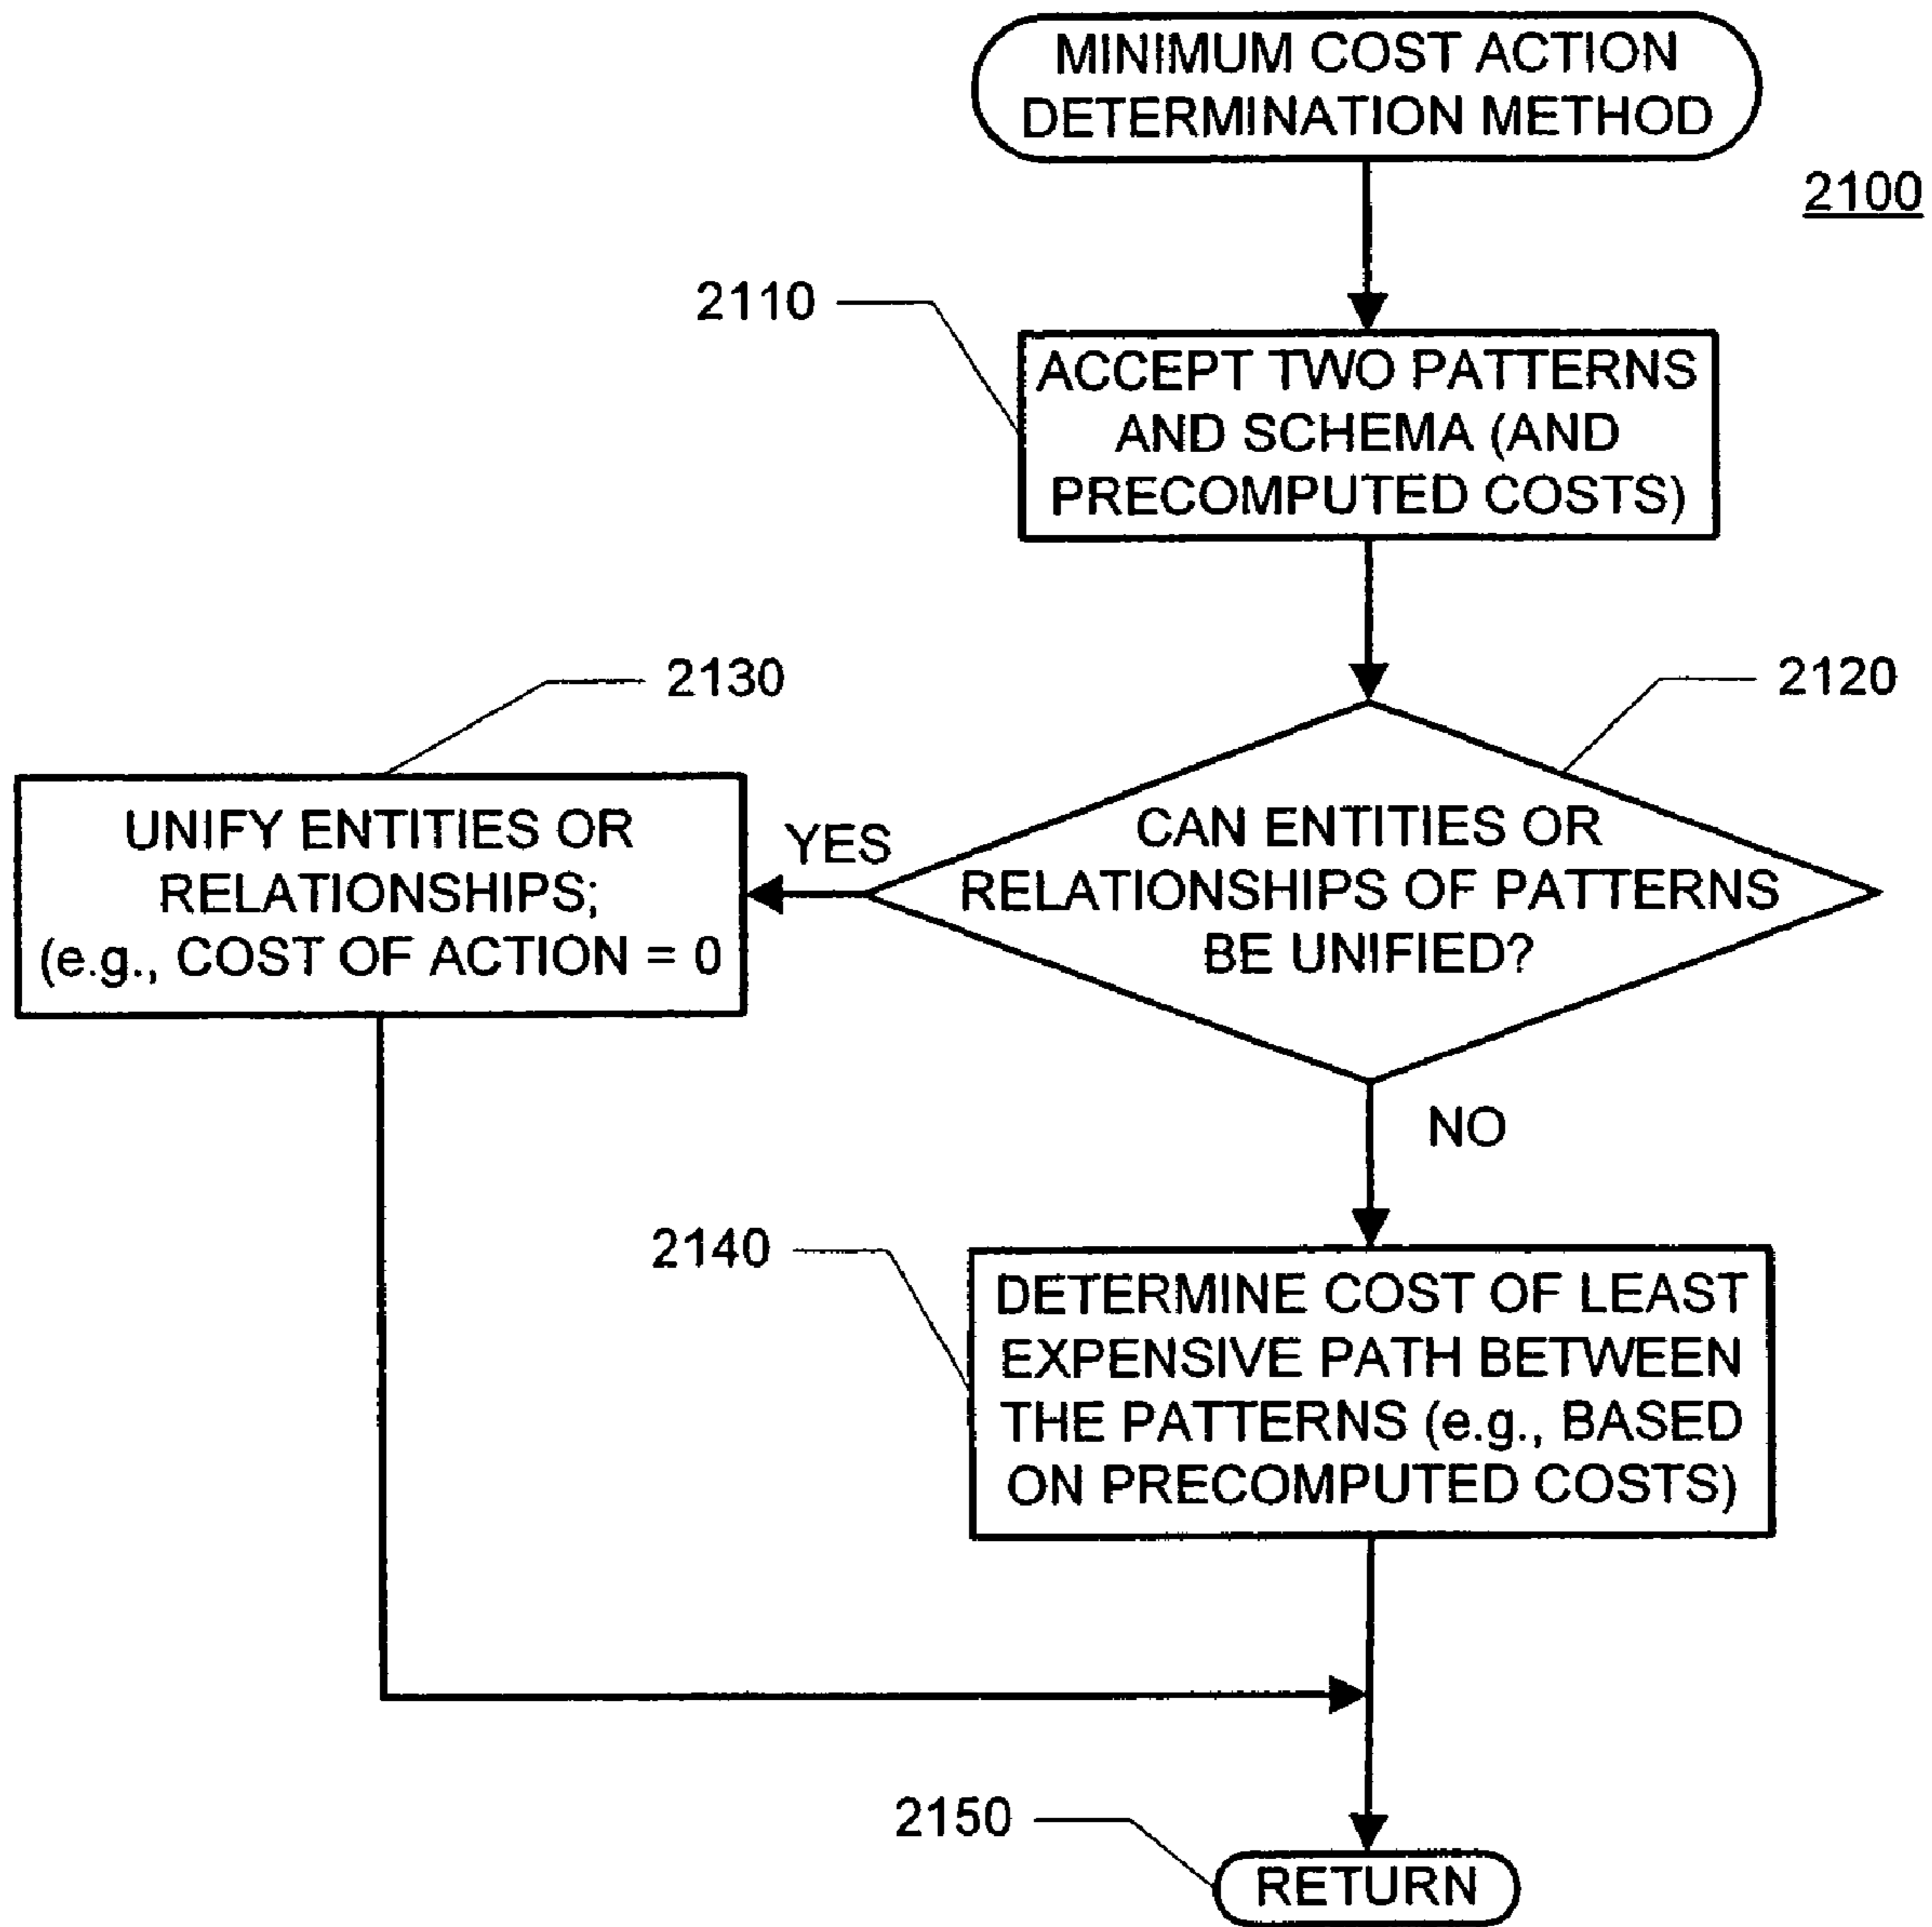 MINIMUM COST ACTION
DETERMINATION METHOD
2100
2110
ACCEPT TWO PATTERNS
AND SCHEMA (AND
PRECOMPUTED COSTS)
2130
2120
UNIFY ENTITIES OR
RELATIONSHIPS;
(e.g., COST OF ACTION = 0
YES
CAN ENTITIES OR
RELATIONSHIPS OF PATTERNS
BE UNIFIED?
NO
2140
DETERMINE COST OF LEAST
EXPENSIVE PATH BETWEEN
THE PATTERNS (e.g., BASED
ON PRECOMPUTED COSTS)
2150
RETURN